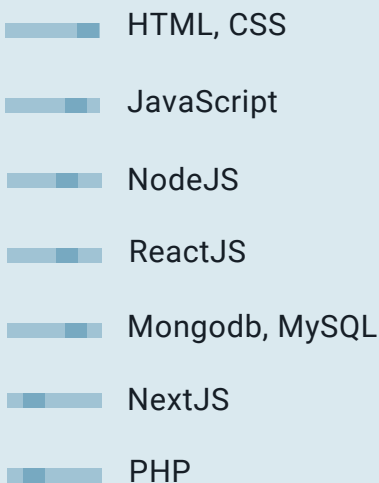 HTML, CSS
JavaScript
NodeJS
ReactJS
Mongodb, MySQL
NextJS
PHP